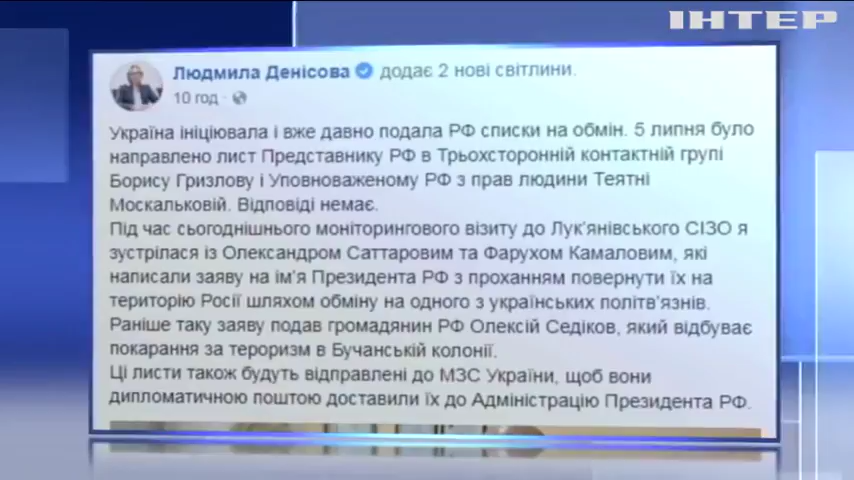 ІНТЕР
Людмила Денісова додає 2 нові світлини.
10 год
Україна ініціювала і вже давно подала РФ списки на обмін. 5 липня було
направлено лист Представнику РФ в Трьохсторонній контактній групі
Борису Гризлову і Уповноваженому РФ з прав людини Теятні
Москальковій. Відповіді немає.
Під час сьогоднішнього моніторингового візиту до Лук'янівського СІЗО я
зустрілася із Олександром Саттаровим та Фарухом Камаловим, які
написали заяву на ім'я Президента РФ з проханням повернути їх на
територію Росії шляхом обміну на одного з українських політв'язнів.
Раніше таку заяву подав громадянин РФ Олексій Седіков, який відбуває
покарання за тероризм в Бучанській колонії.
Ці листи також будуть відправлені до МЗС України, щоб вони
дипломатичною поштою доставили їх до Адміністрацію Президента РФ.